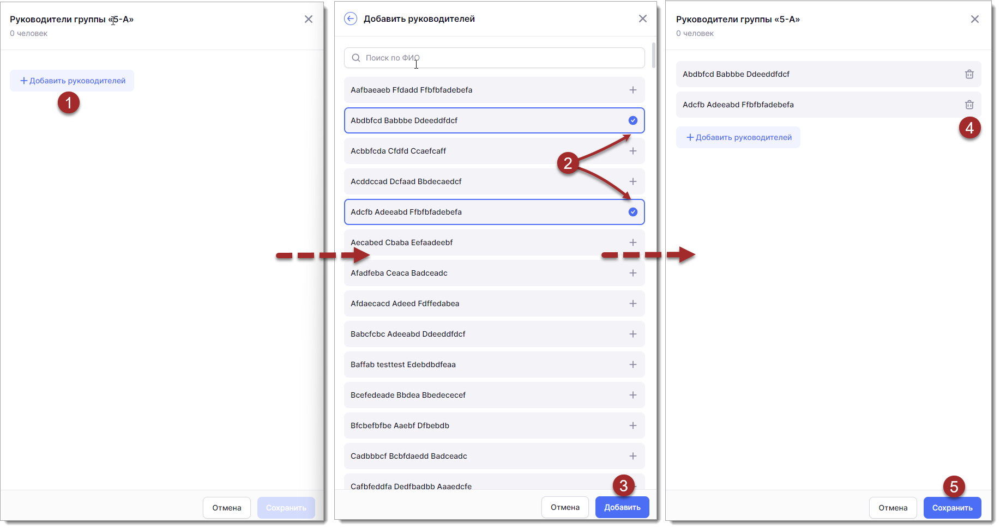 Руководители группы «5-А»
0 человек
Добавить руководителей
1
Отмена
Сохранить
Добавить руководителей
Поиск по ФИО
Aafbaeaeb Ffdadd Ffbfbfadebefa
Abdbfcd Babbbe Ddeeddfdcf
Acbbfcda Cfdfd Ccaefcaff
2
Acddccad Dcfaad Bbdecaedcf
Adcfb Adeeabd Ffbfbfadebefa
Aecabed Cbaba Eefaadeebf
Afadfeba Ceaca Badceadc
Afdaecacd Adeed Fdffedabea
Babcfcbc Adeeabd Ddeeddfdcf
Baffab testtest Edebdbdfeaa
Bcefedeade Bbdea Bbedececef
Bfcbefbfbe Aaebf Dfbebdb
Cadbbbcf Bcbfdaedd Badceadc
Cafbfeddfa Dedfbadbb Aaaedcfe
3
Отмена
Добавить
Руководители группы «5-А»
0 человек
Abdbfcd Babbbe Ddeeddfdcf
Adcfb Adeeabd Ffbfbfadebefa
4
Добавить руководителей
5
Отмена
Сохранить